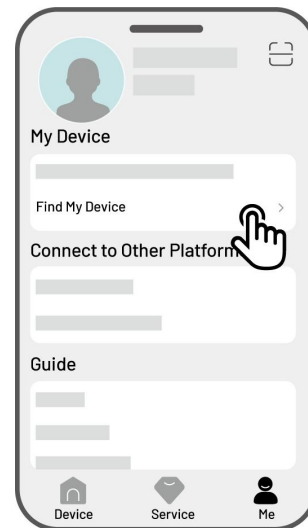 My Device
Find My Device
Connect to Other Platform
Guide
Device Service Me